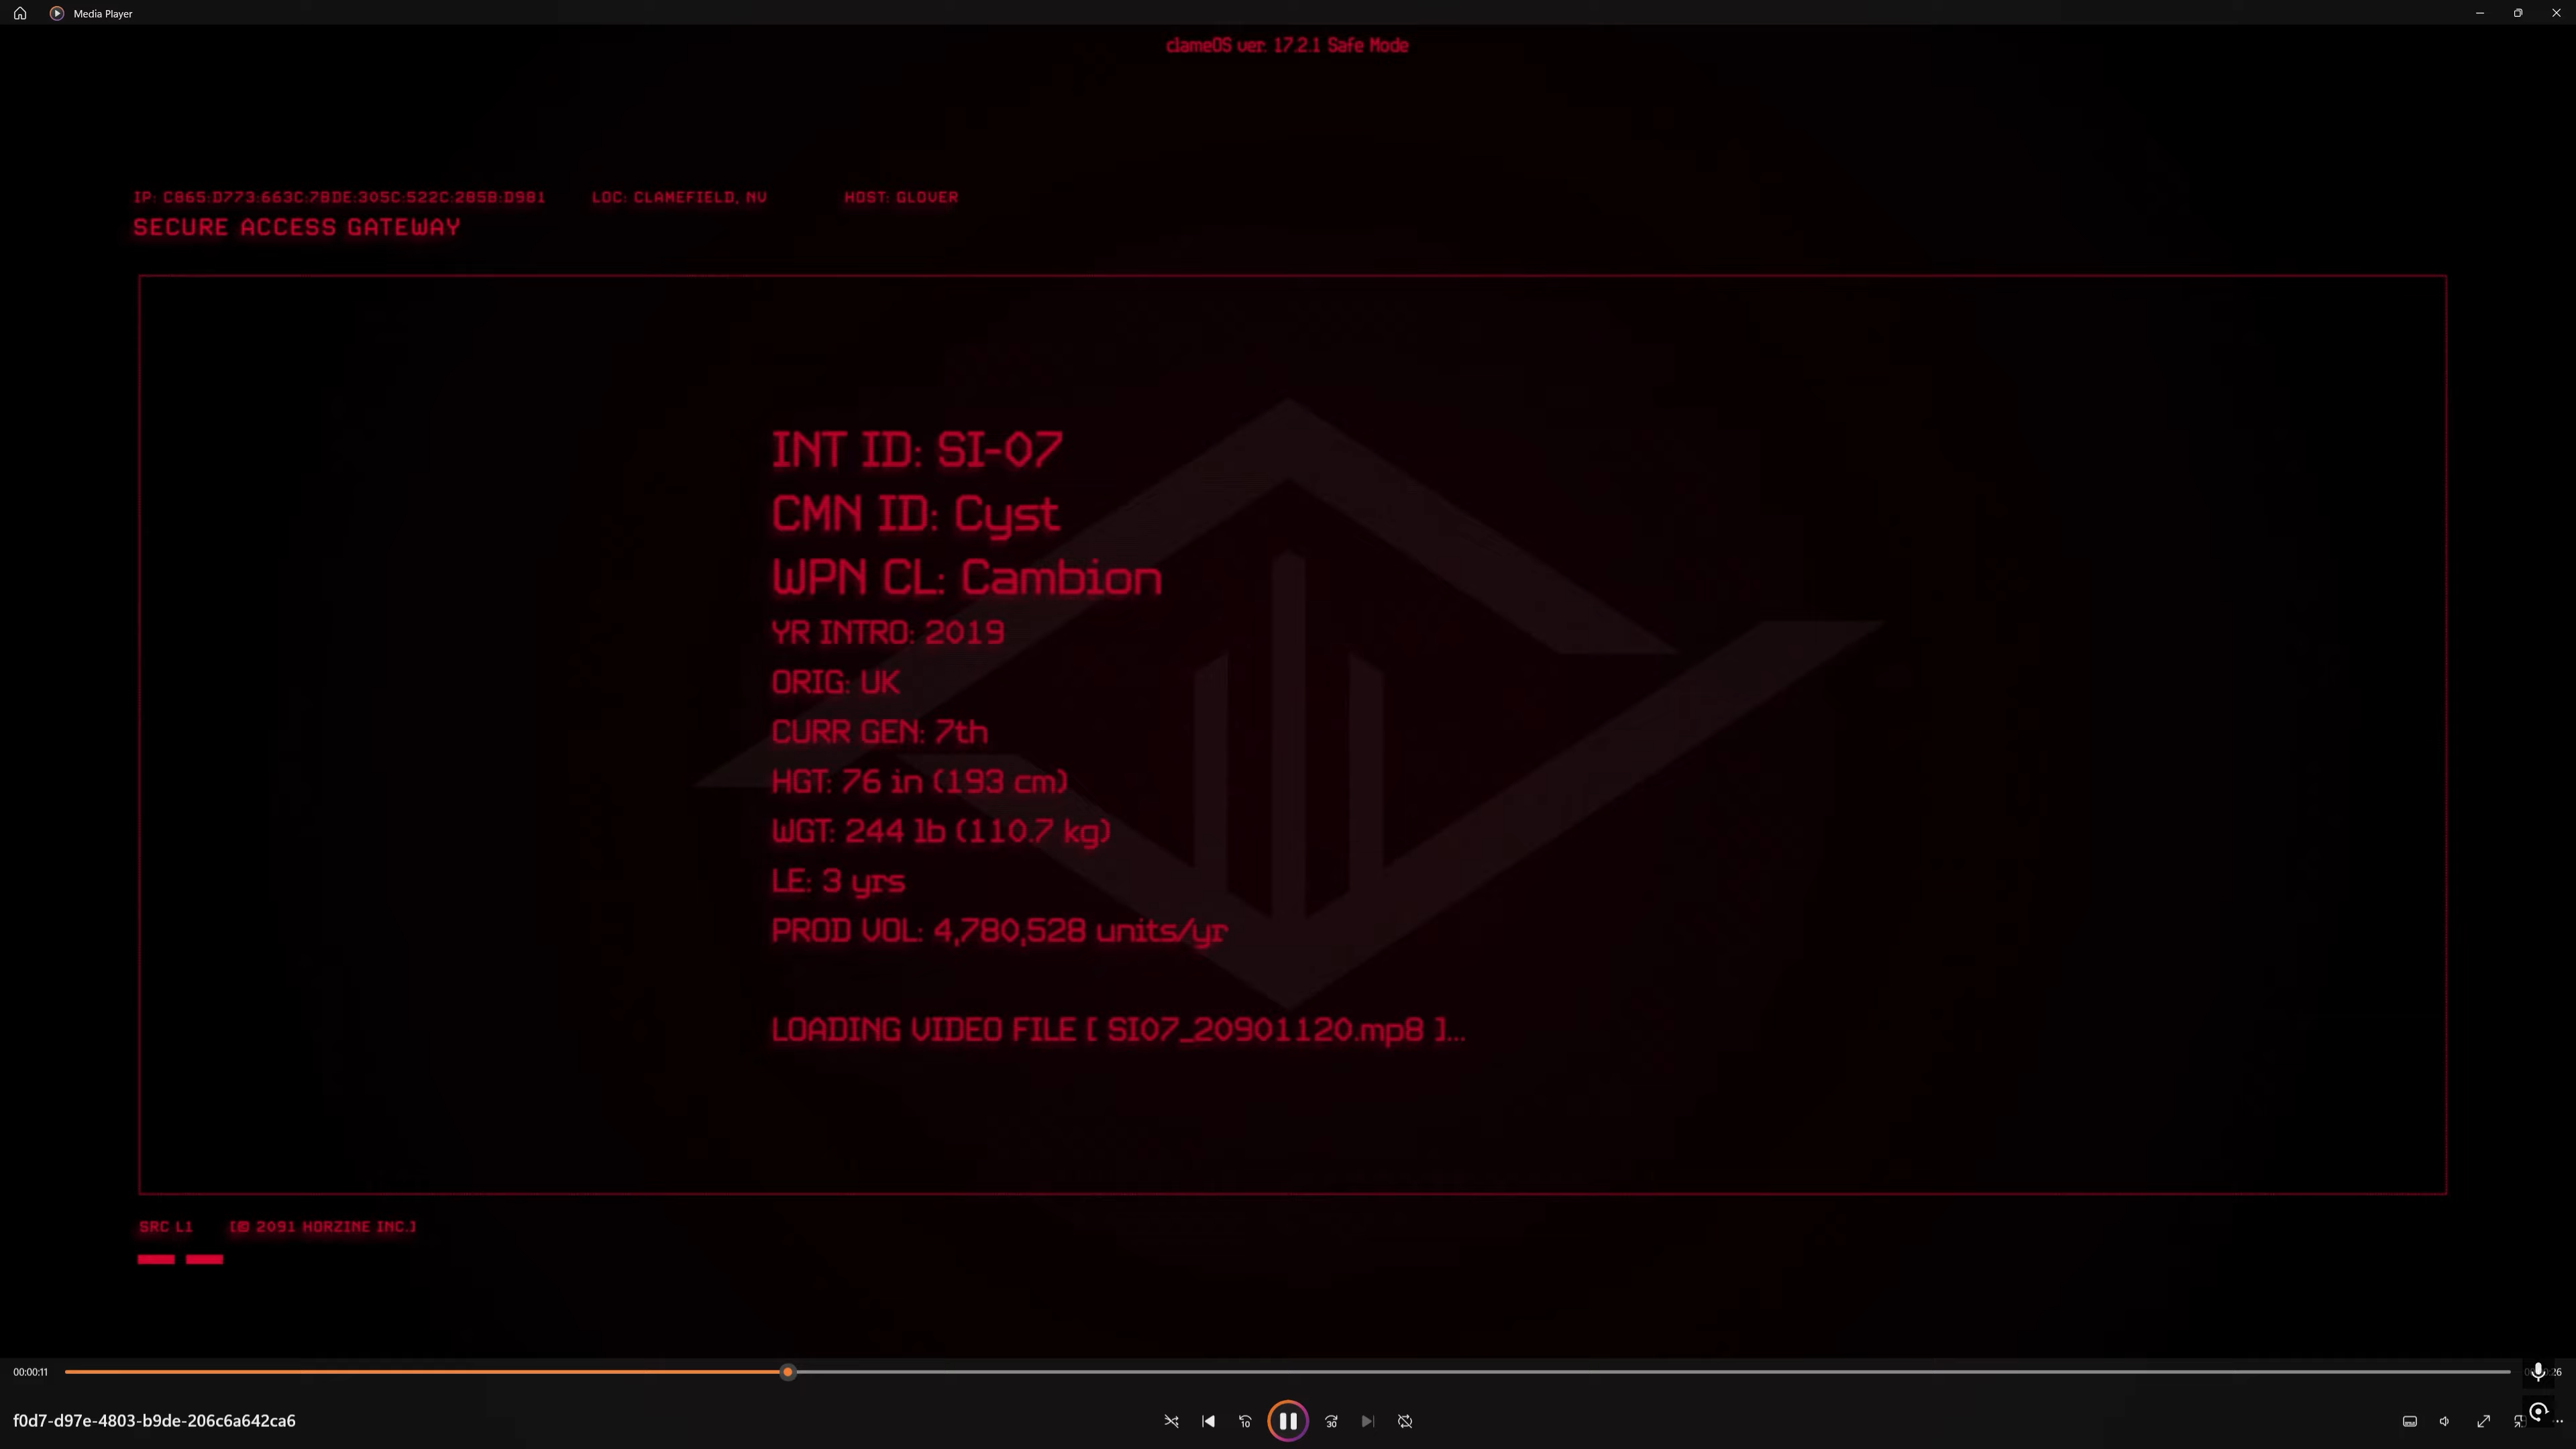 Media Player
clameOS ver. 17.2.1 Safe Mode
IP: C865:D773:663C:7BDE:305C:522C:285B:D981 LOC: CLAMEFIELD, NV HOST: GLOVER
SECURE ACCESS GATEWAY
INT ID: SI-07
CMN ID: Cyst
WPN CL: Cambion
YR INTRO: 2019
ORIG: UK
CURR GEN: 7th
HGT: 76 in (193 cm)
WGT: 244 lb (110.7 kg)
LE: 3 yrs
PROD VOL: 4,780,528 units/yr
LOADING VIDEO FILE [ SI07_20901120.mp8 ]...
SRC L1 [© 2091 HORZINE INC.]
00:00:11
f0d7-d97e-4803-b9de-206c6a642ca6
10
30